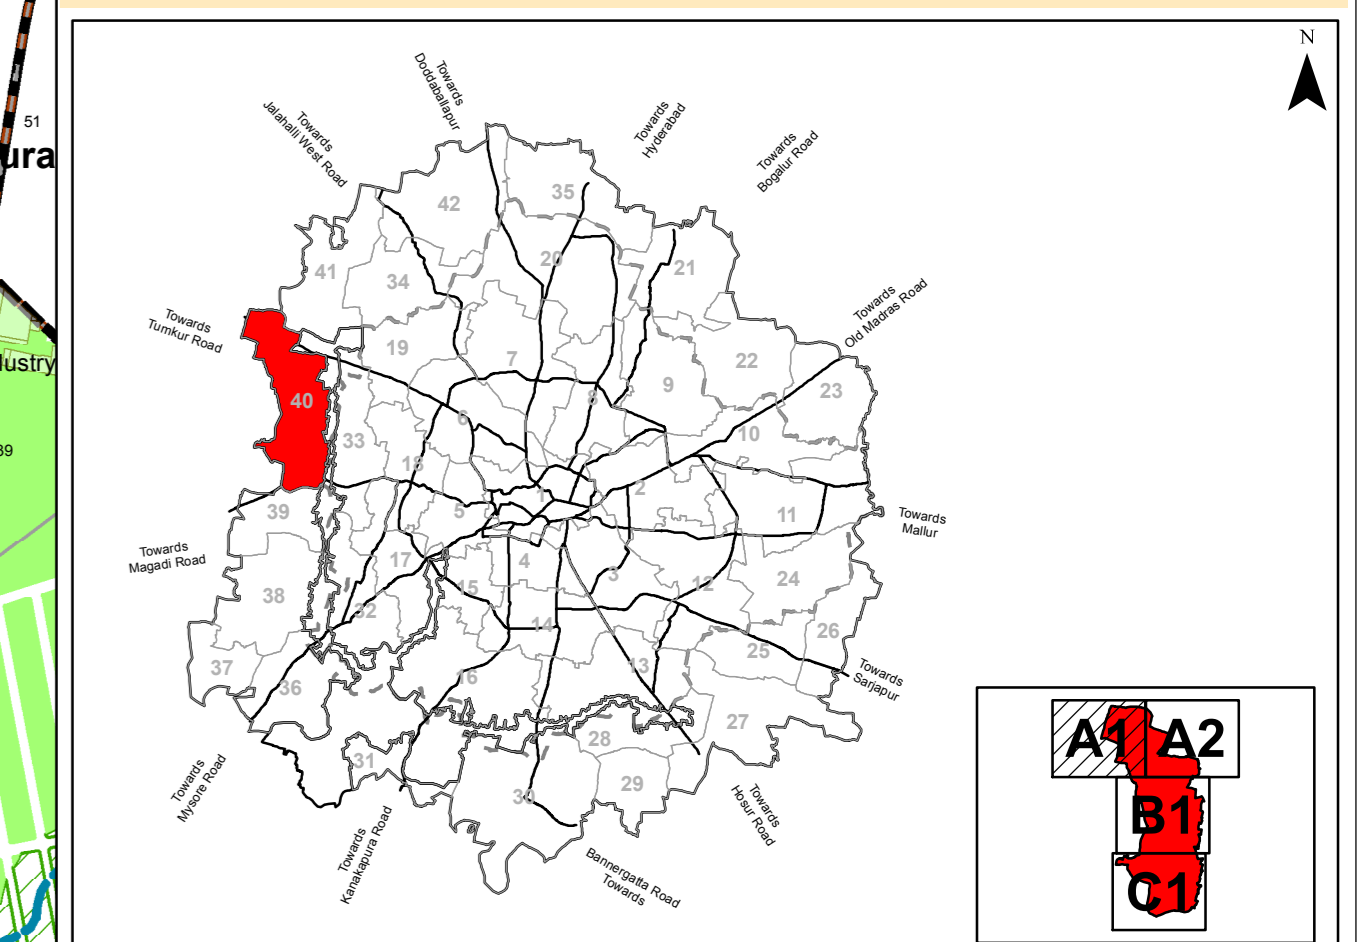 51
ura
lustry
39
N
Towards
Doddaballapur
Towards
Jalahalli West Road
Towards
Hyderabad
Towards
Bogalur Road
42
35
20
21
41
34
Towards
Tumkur Road
Towards
Old Madras Road
19
7
22
9
23
40
8
6
33
10
18
1
2
5
39
11
Towards
Mallur
Towards
Magadi Road
17
4
3
12
24
15
38
32
14
26
25
13
37
16
36
Towards
Sarjapur
27
28
31
29
30
Towards
Mysore Road
Towards
Kanakapura Road
Bannergatta Road
Towards
Towards
Hosur Road
A1
A2
B1
C1